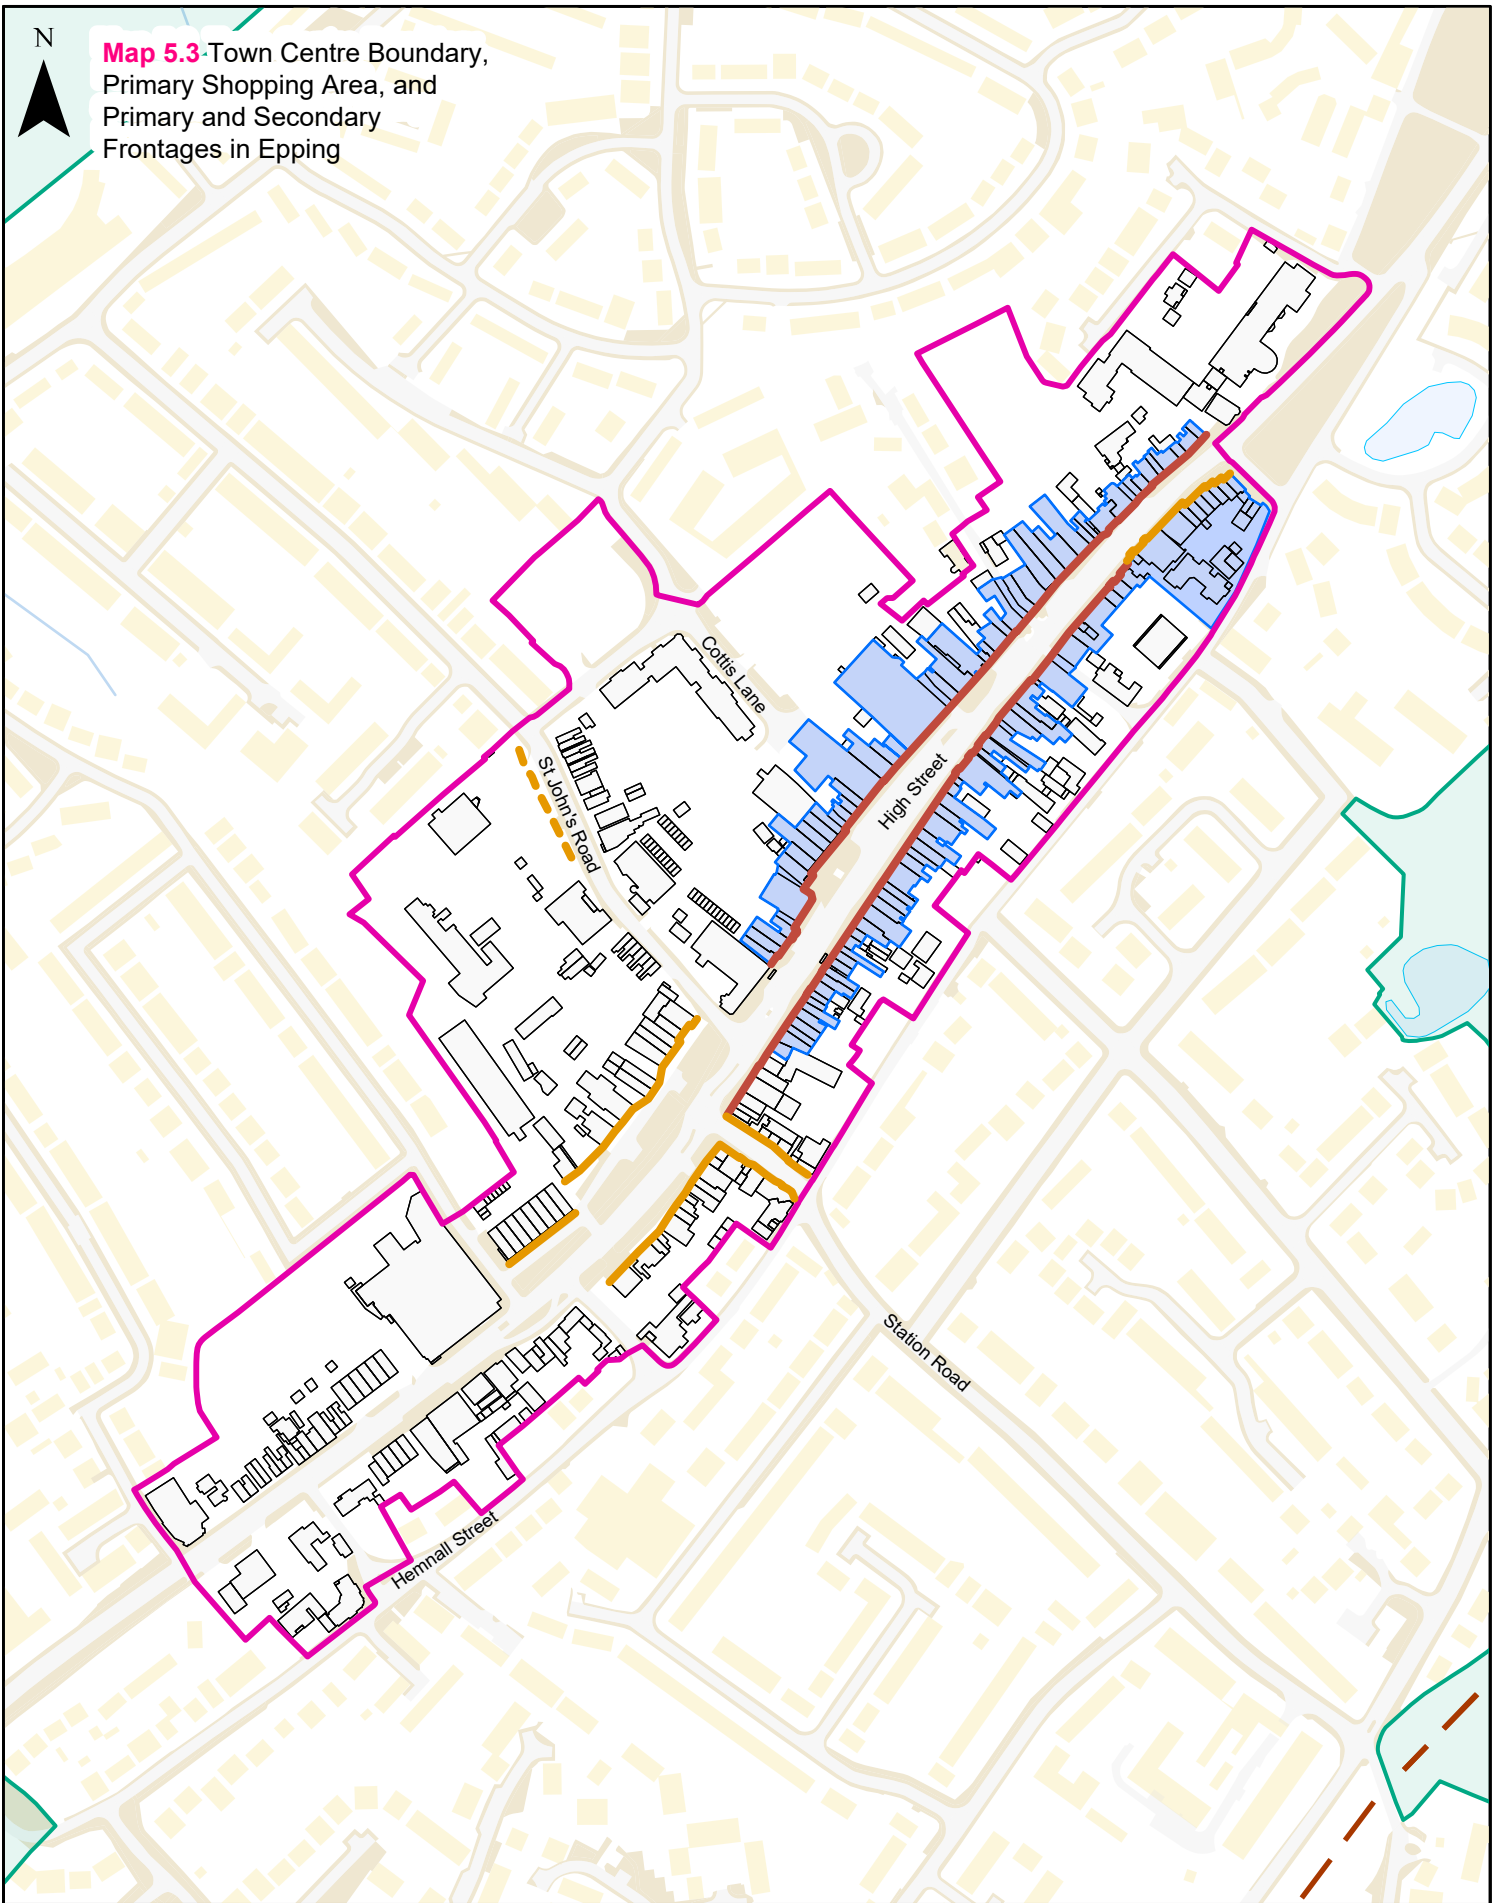 N
Map 5.3 Town Centre Boundary,
Primary Shopping Area, and
Primary and Secondary
Frontages in Epping
Cottis Lane
St John's Road
High Street
Station Road
Hemnall Street